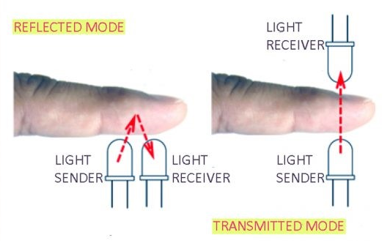 REFLECTED MODE
LIGHT
SENDER
LIGHT
RECEIVER
LIGHT
RECEIVER
LIGHT
SENDER
TRANSMITTED MODE